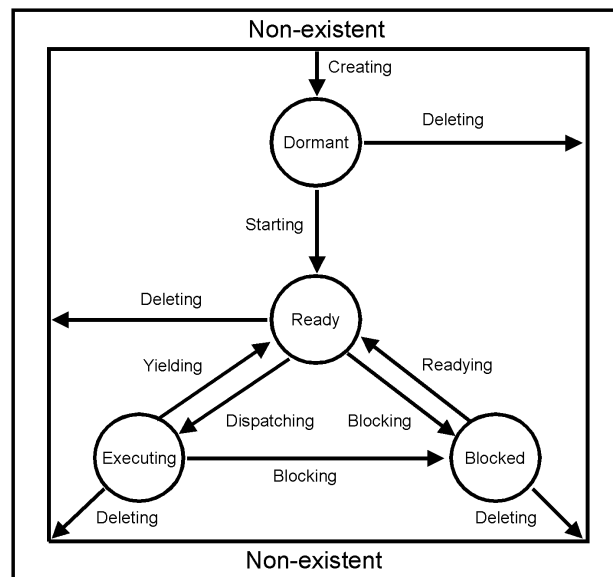 Non-existent
Creating
Deleting
Dormant
Starting
Deleting
Ready
Yielding
Readying
Dispatching
Blocking
Executing
Blocked
Blocking
Deleting
Deleting
Non-existent